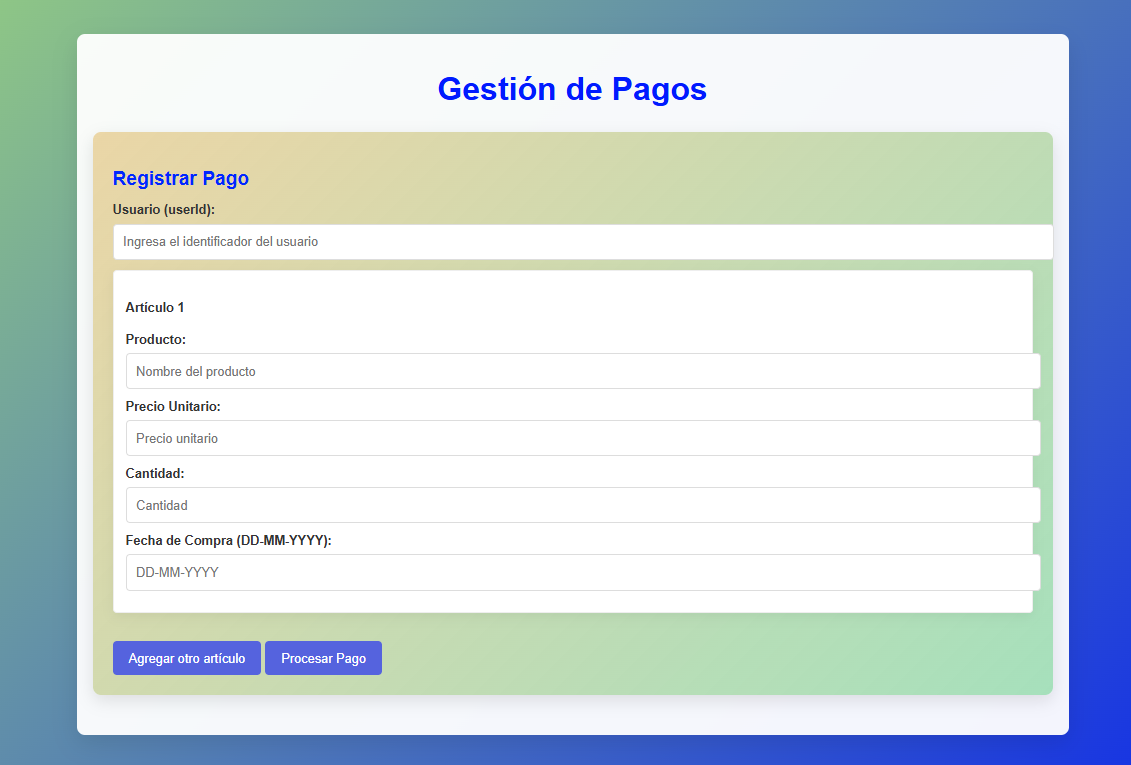 Gestión de Pagos
Registrar Pago
Usuario (userId):
Ingresa el identificador del usuario
Artículo 1
Producto:
Nombre del producto
Precio Unitario:
Precio unitario
Cantidad:
Cantidad
Fecha de Compra (DD-MM-YYYY):
DD-MM-YYYY
Agregar otro artículo Procesar Pago